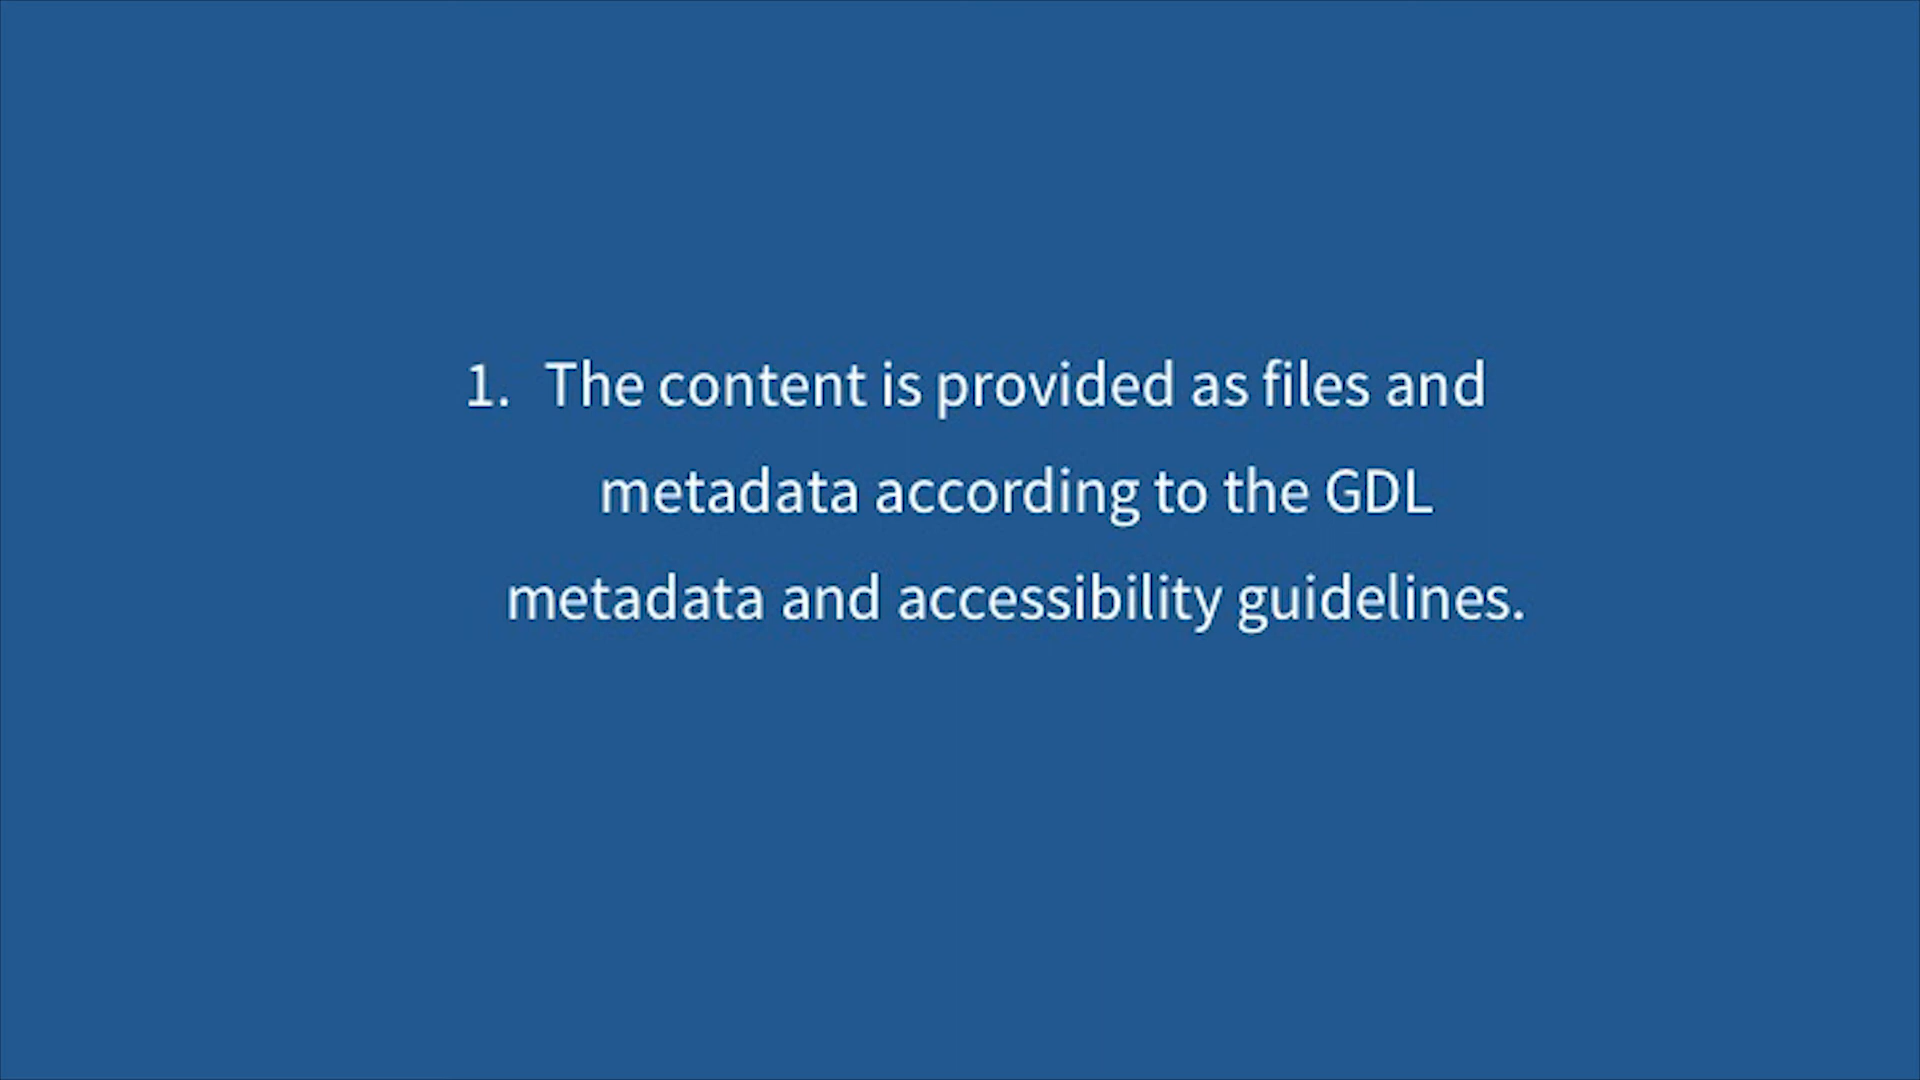 1. The content is provided as files and
metadata according to the GDL
metadata and accessibility guidelines.